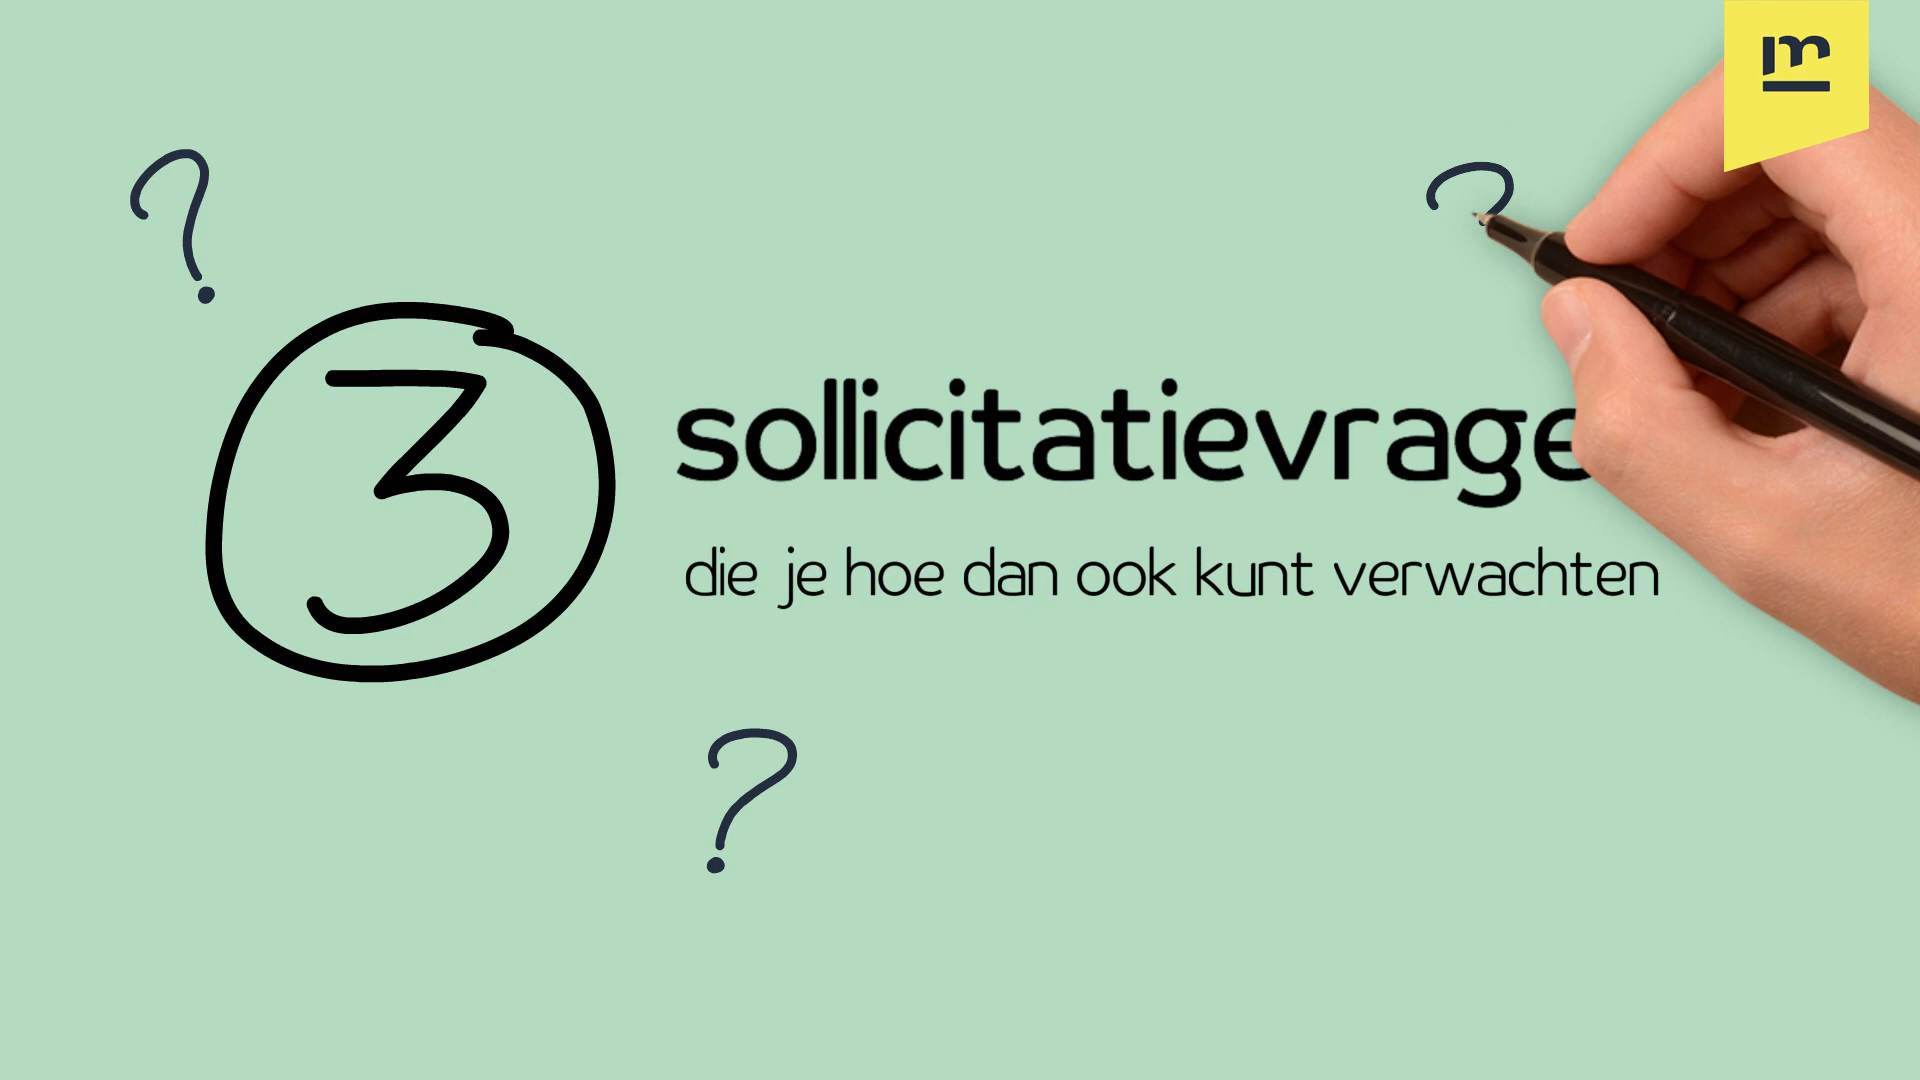 ?
?
3
sollicitatievrage
die je hoe dan ook kunt verwachten
?
m